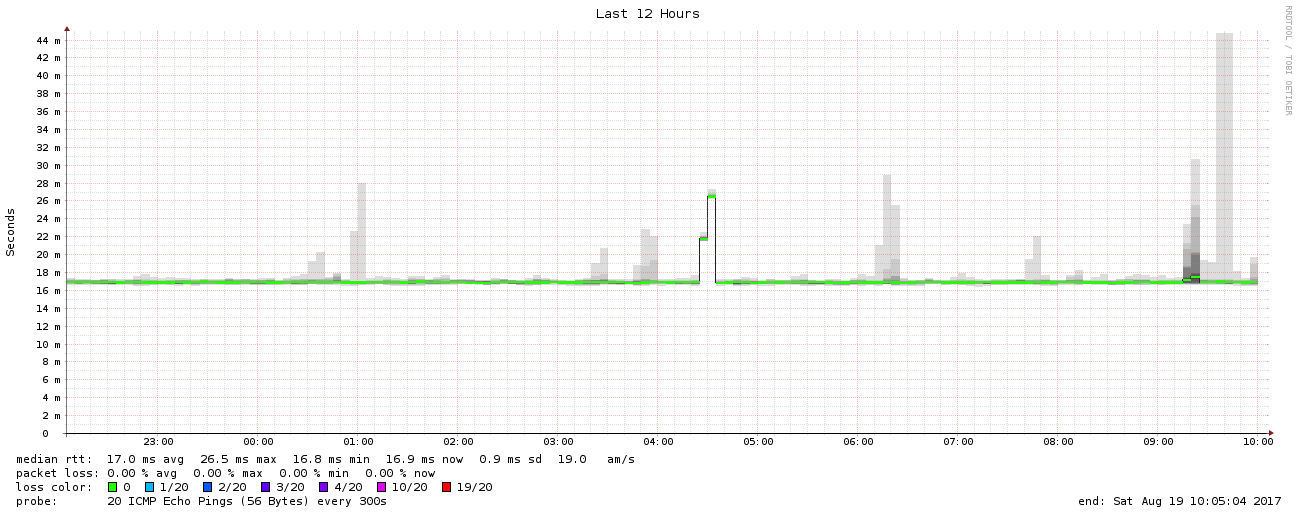 Last 12 Hours
RRDTOOL / TOBI OETIKER
Seconds
44 m
42 m
40 m
38 m
36 m
34 m
32 m
30 m
28 m
26 m
24 m
22 m
20 m
18 m
16 m
14 m
12 m
10 m
8 m
6 m
4 m
2 m
0
23:00 00:00 01:00 02:00 03:00 04:00 05:00 06:00 07:00 08:00 09:00 10:00
median rtt: 17.0 ms avg 26.5 ms max 16.8 ms min 16.9 ms now 0.9 ms sd 19.0 am/s
packet loss: 0.00 % avg 0.00 % max 0.00 % min 0.00 % now
loss color: 0 1/20 2/20 3/20 4/20 10/20 19/20
probe: 20 ICMP Echo Pings (56 Bytes) every 300s end: Sat Aug 19 10:05:04 2017